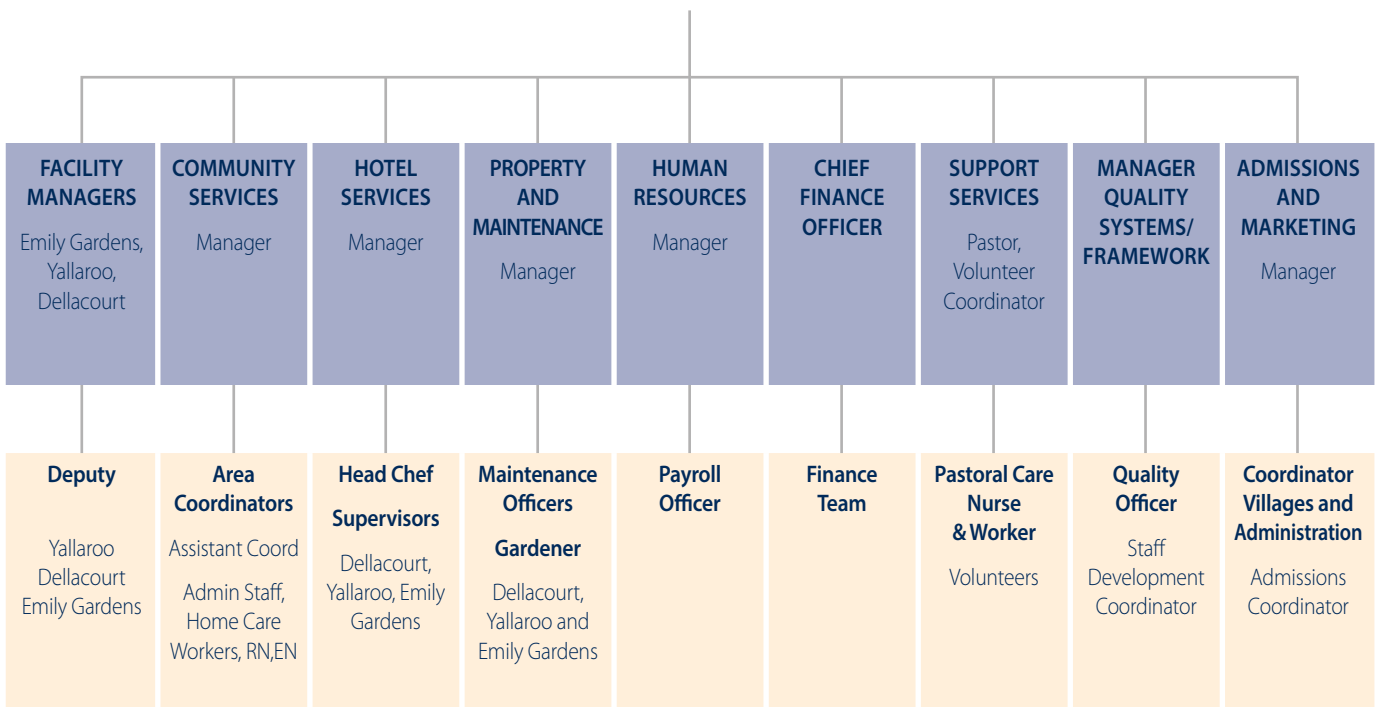 FACILITY
MANAGERS
Emily Gardens,
Yallaroo,
Dellacourt
COMMUNITY
SERVICES
Manager
HOTEL
SERVICES
Manager
PROPERTY
AND
MAINTENANCE
Manager
HUMAN
RESOURCES
Manager
CHIEF
FINANCE
OFFICER
SUPPORT
SERVICES
Pastor,
Volunteer
Coordinator
MANAGER
QUALITY
SYSTEMS/
FRAMEWORK
ADMISSIONS
AND
MARKETING
Manager
Deputy
Yallaroo
Dellacourt
Emily Gardens
Area
Coordinators
Assistant Coord
Admin Staff,
Home Care
Workers, RN,EN
Head Chef
Supervisors
Dellacourt,
Yallaroo, Emily
Gardens
Maintenance
Officers
Gardener
Dellacourt,
Yallaroo and
Emily Gardens
Payroll
Officer
Finance
Team
Pastoral Care
Nurse
& Worker
Volunteers
Quality
Officer
Staff
Development
Coordinator
Coordinator
Villages and
Administration
Admissions
Coordinator